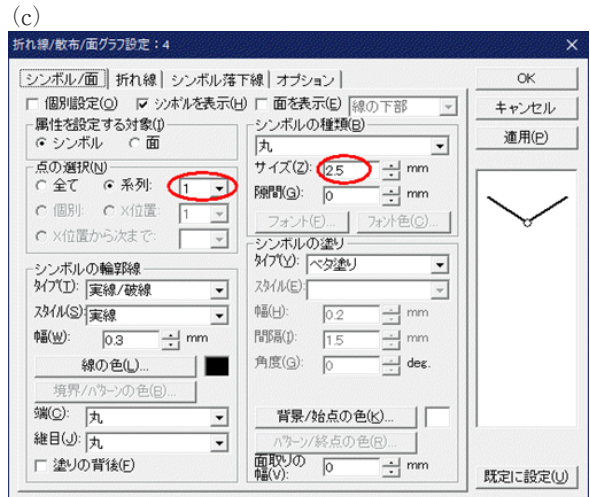 (c)
折れ線/散布/面グラフ設定：4
シンボル/面 折れ線 シンボル落下線 オプション
個別設定(O) シンボルを表示(H) 面を表示(E) 線の下部
属性を設定する対象(I)
シンボル 面
点の選択(N)
全て 系列: 1
個別: X位置: 1
X位置から次まで:
シンボルの輪郭線
タイプ(T): 実線/破線
スタイル(S): 実線
幅(W): 0.3 mm
線の色(L)...
境界/パターンの色(B)...
端(C): 丸
継目(J): 丸
塗りの背後(F)
シンボルの種類(B)
丸
サイズ(Z): 2.5 mm
隙間(G): 0 mm
フォント(F)... フォント色(C)...
シンボルの塗り
タイプ(Y): ベタ塗り
スタイル(E):
幅(H): 0.2 mm
間隔(I): 1.5 mm
角度(G): 0 deg.
背景/始点の色(K)...
パターン/終点の色(R)...
面取りの
幅(V): 0 mm
OK
キャンセル
適用(P)
既定に設定(U)